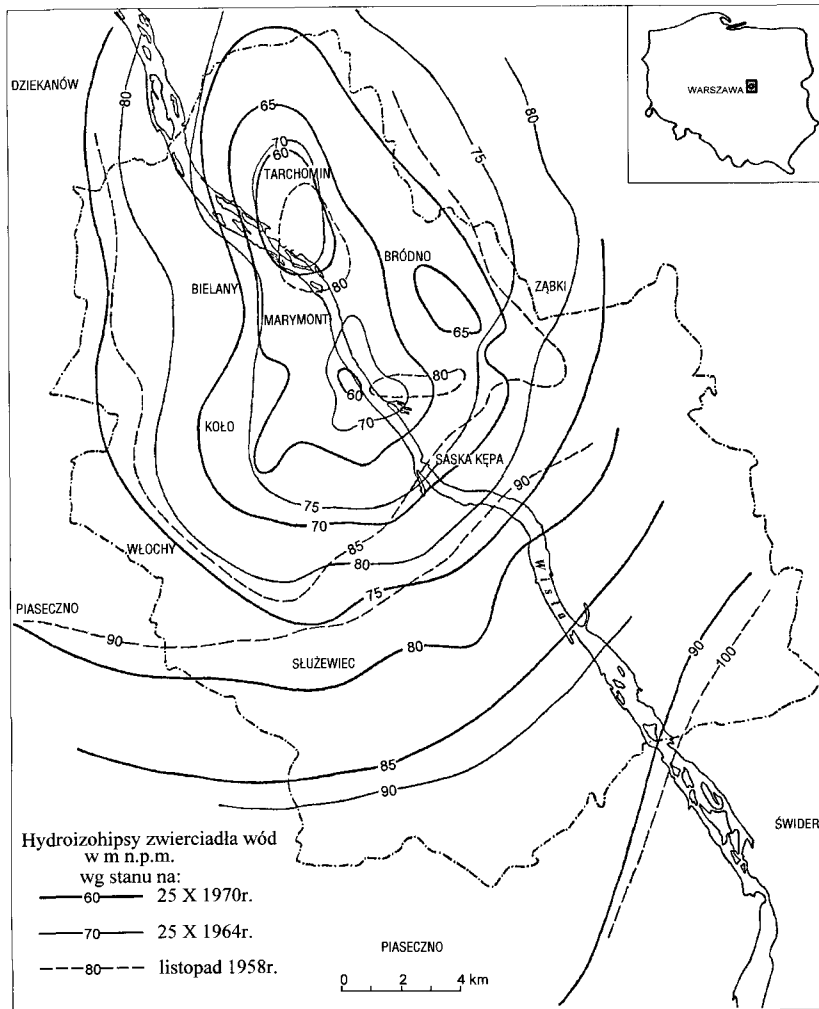 DZIEKANÓW
WARSZAWA
80
65
75
80
70
60
TARCHOMIN
BRÓDNO
BIELANY
80
ZĄBKI
MARYMONT
65
60
80
KOŁO
70
SASKA KĘPA
75
70
90
WŁOCHY
85
80
75
Wisła
PIASECZNO
90
80
90
100
SŁUŻEWIEC
85
90
ŚWIDER
Hydroizohipsy zwierciadła wód
w m n.p.m.
wg stanu na:
60 25 X 1970r.
70 25 X 1964r.
80 listopad 1958r.
PIASECZNO
0 2 4 km